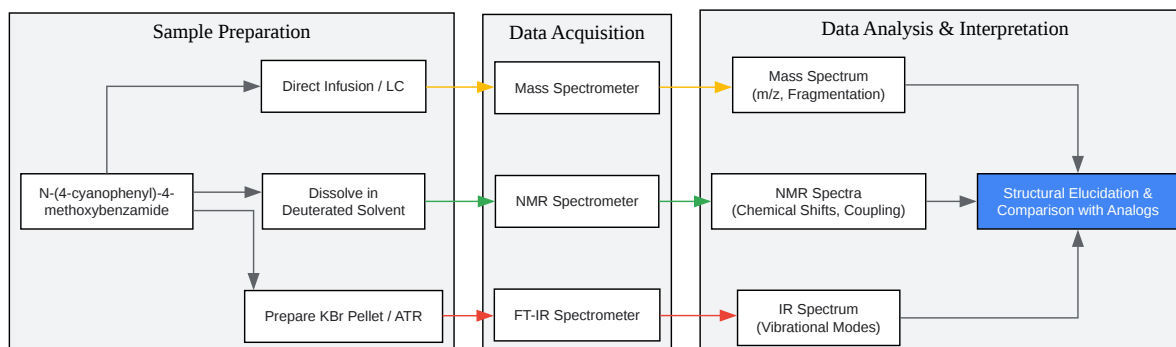 Sample Preparation
Data Acquisition
Data Analysis & Interpretation
Direct Infusion / LC
Mass Spectrometer
Mass Spectrum
(m/z, Fragmentation)
N-(4-cyanophenyl)-4-
methoxybenzamide
Dissolve in
Deuterated Solvent
NMR Spectrometer
NMR Spectra
(Chemical Shifts, Coupling)
Structural Elucidation &
Comparison with Analogs
Prepare KBr Pellet / ATR
FT-IR Spectrometer
IR Spectrum
(Vibrational Modes)